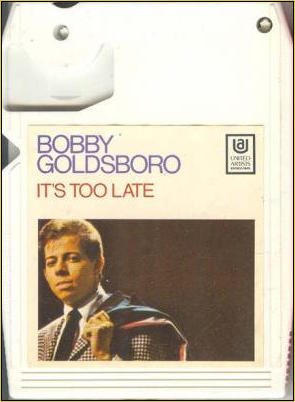 BOBBY
GOLDSBORO
IT'S TOO LATE
UA
UNITED
ARTISTS